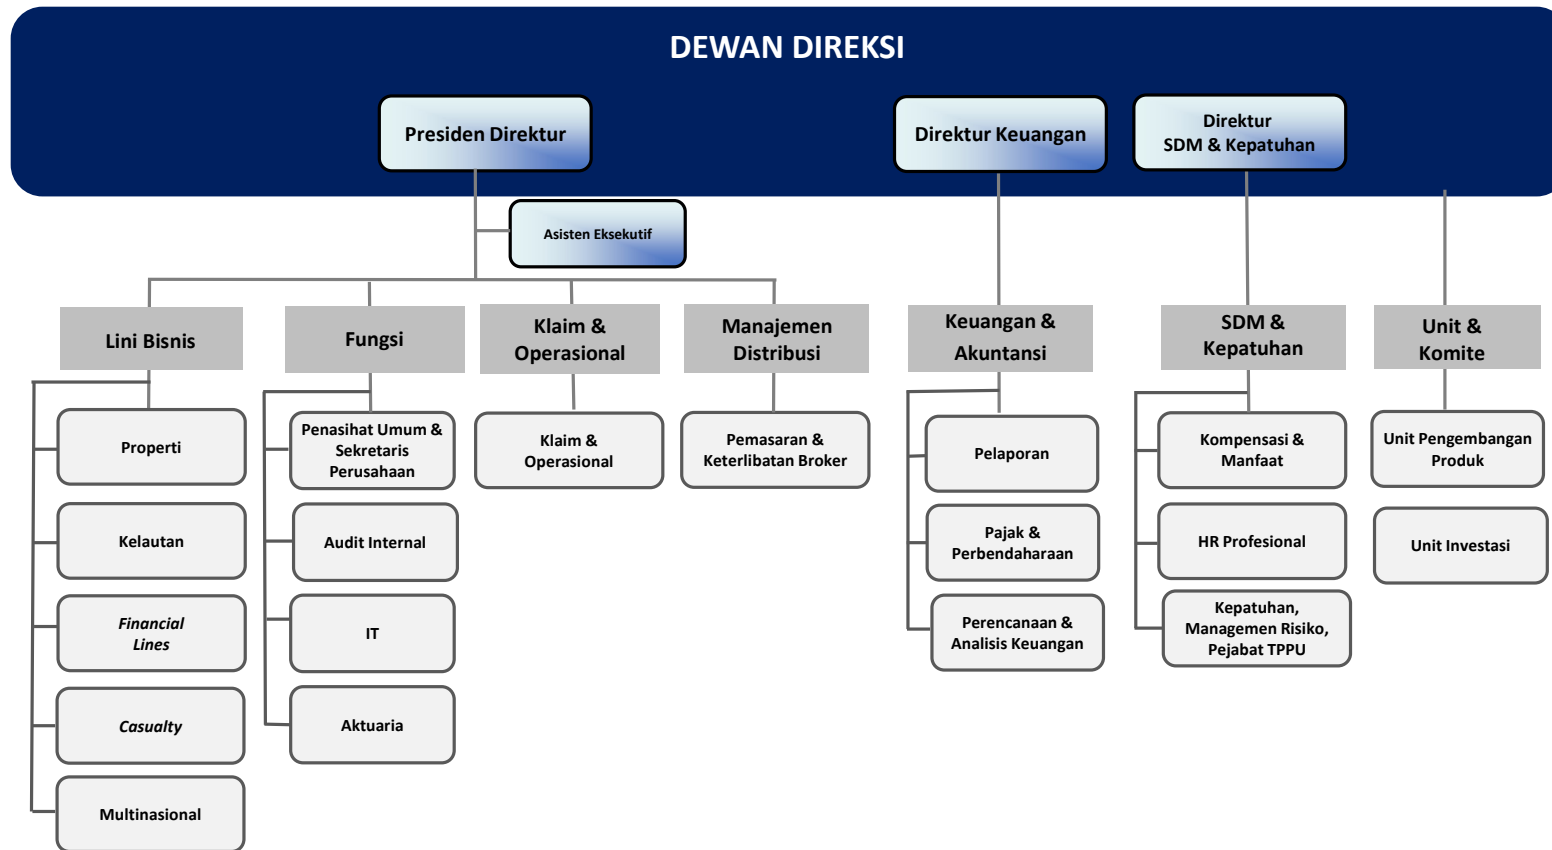 DEWAN DIREKSI
Presiden Direktur
Direktur Keuangan
Direktur
SDM & Kepatuhan
Asisten Eksekutif
Lini Bisnis
Fungsi
Klaim &
Operasional
Manajemen
Distribusi
Keuangan &
Akuntansi
SDM &
Kepatuhan
Unit &
Komite
Properti
Kelautan
Financial
Lines
Casualty
Multinasional
Penasihat Umum &
Sekretaris
Perusahaan
Audit Internal
IT
Aktuaria
Klaim &
Operasional
Pemasaran &
Keterlibatan Broker
Pelaporan
Pajak &
Perbendaharaan
Perencanaan &
Analisis Keuangan
Kompensasi &
Manfaat
HR Profesional
Kepatuhan,
Managemen Risiko,
Pejabat TPPU
Unit Pengembangan
Produk
Unit Investasi